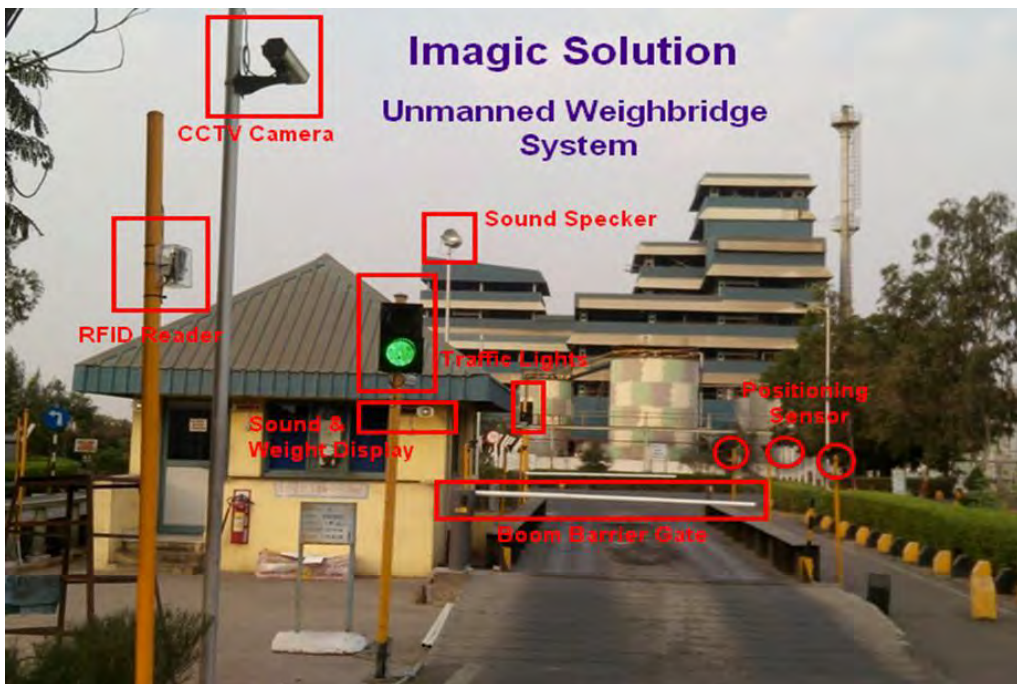 Imagic Solution
Unmanned Weighbridge
System
CCTV Camera
Sound Specker
RFID Reader
Traffic Lights
Positioning
Sensor
Sound &
Weight Display
Boom Barrier Gate